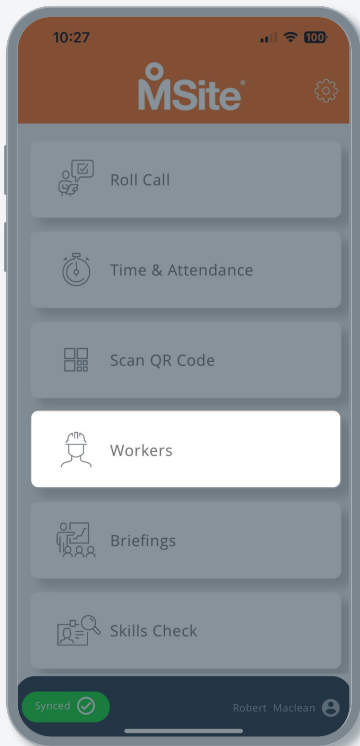 10:27
100
MSite
Roll Call
Time & Attendance
Scan QR Code
Workers
Briefings
Skills Check
Synced
Robert Maclean